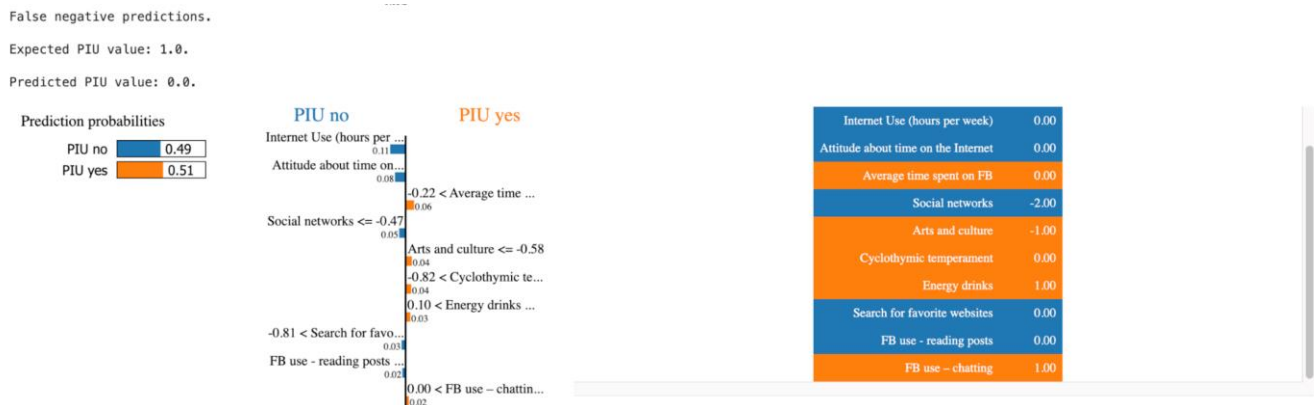 False negative predictions.
Expected PIU value: 1.0.
Predicted PIU value: 0.0.
Prediction probabilities
PIU no 0.49
PIU yes 0.51
PIU no PIU yes
Internet Use (hours per ...
0.11
Attitude about time on...
0.08
-0.22 < Average time ...
0.06
Social networks <= -0.47
0.05
Arts and culture <= -0.58
0.04
-0.82 < Cyclothymic te...
0.04
0.10 < Energy drinks ...
0.03
-0.81 < Search for favo...
0.03
FB use - reading posts ...
0.02
0.00 < FB use – chattin...
0.02
Internet Use (hours per week) 0.00
Attitude about time on the Internet 0.00
Average time spent on FB 0.00
Social networks -2.00
Arts and culture -1.00
Cyclothymic temperament 0.00
Energy drinks 1.00
Search for favorite websites 0.00
FB use - reading posts 0.00
FB use – chatting 1.00